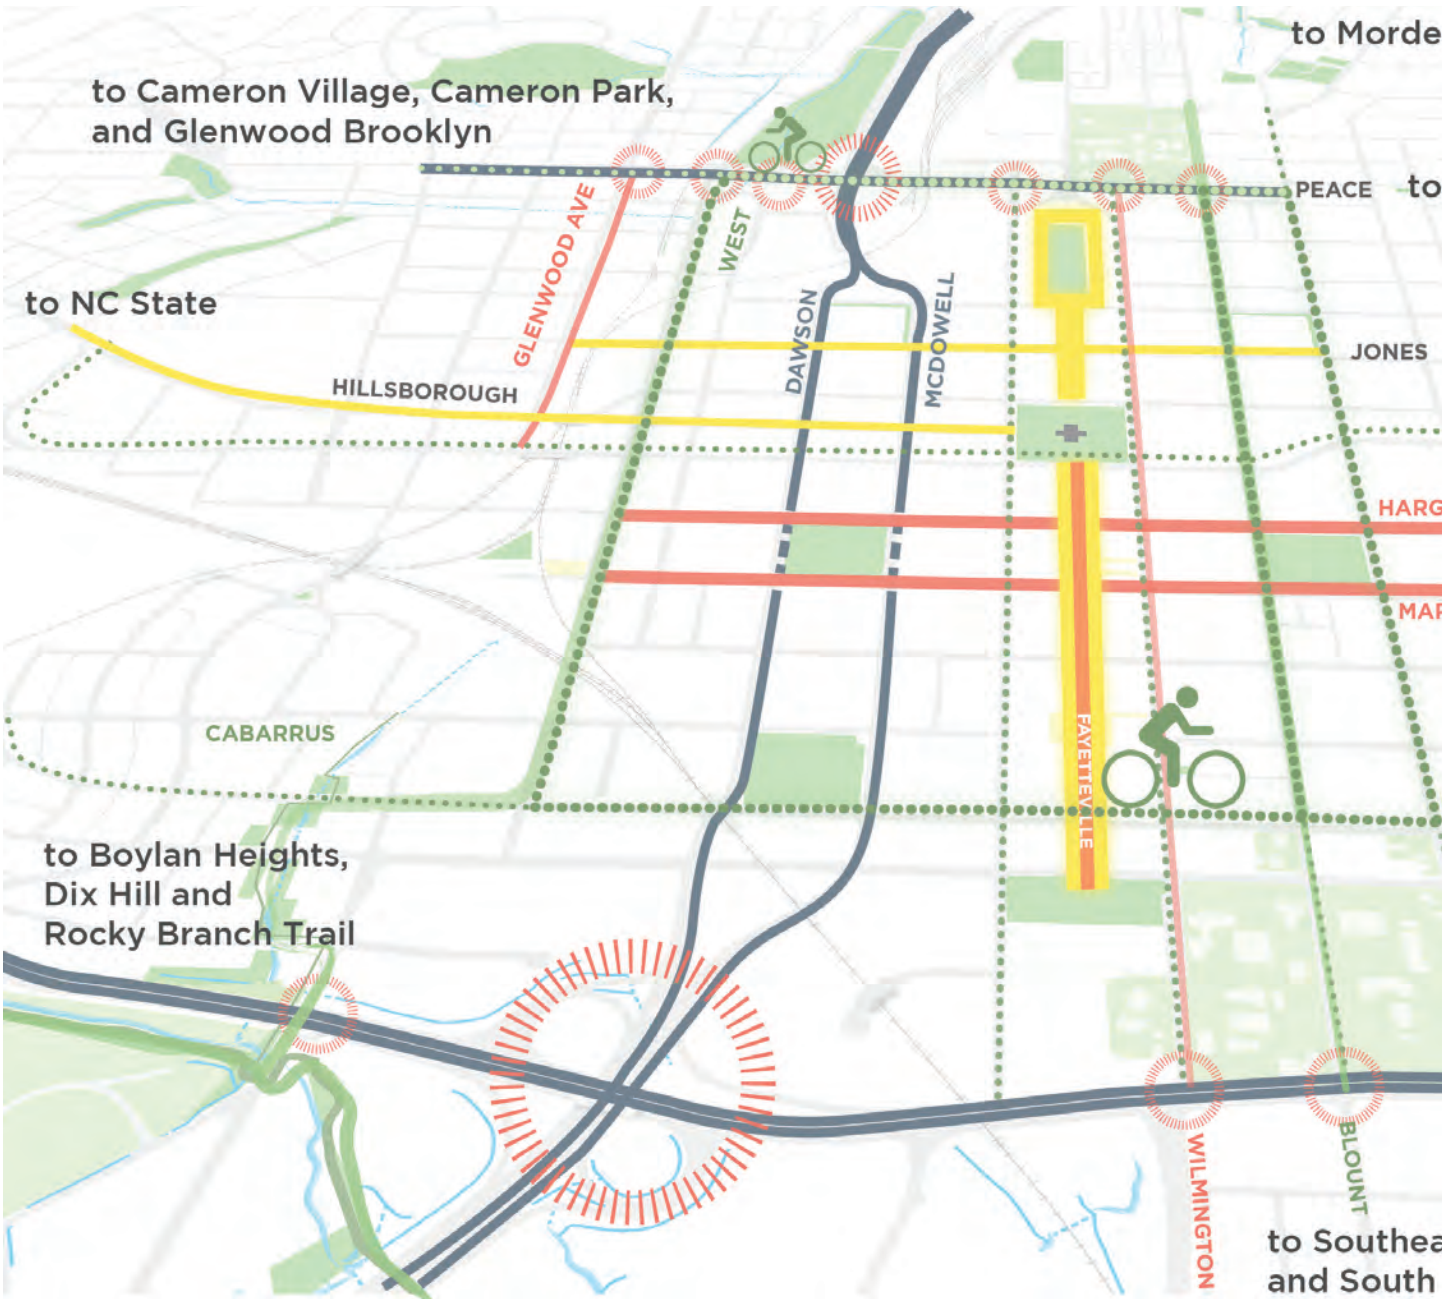 to Morde
to Cameron Village, Cameron Park,
and Glenwood Brooklyn
PEACE
to
GLENWOOD AVE
WEST
to NC State
DAWSON
MCDOWELL
JONES
HILLSBOROUGH
HARG
MAR
CABARRUS
FAYETTEVILLE
to Boylan Heights,
Dix Hill and
Rocky Branch Trail
WILMINGTON
BLOUNT
to Southea
and South